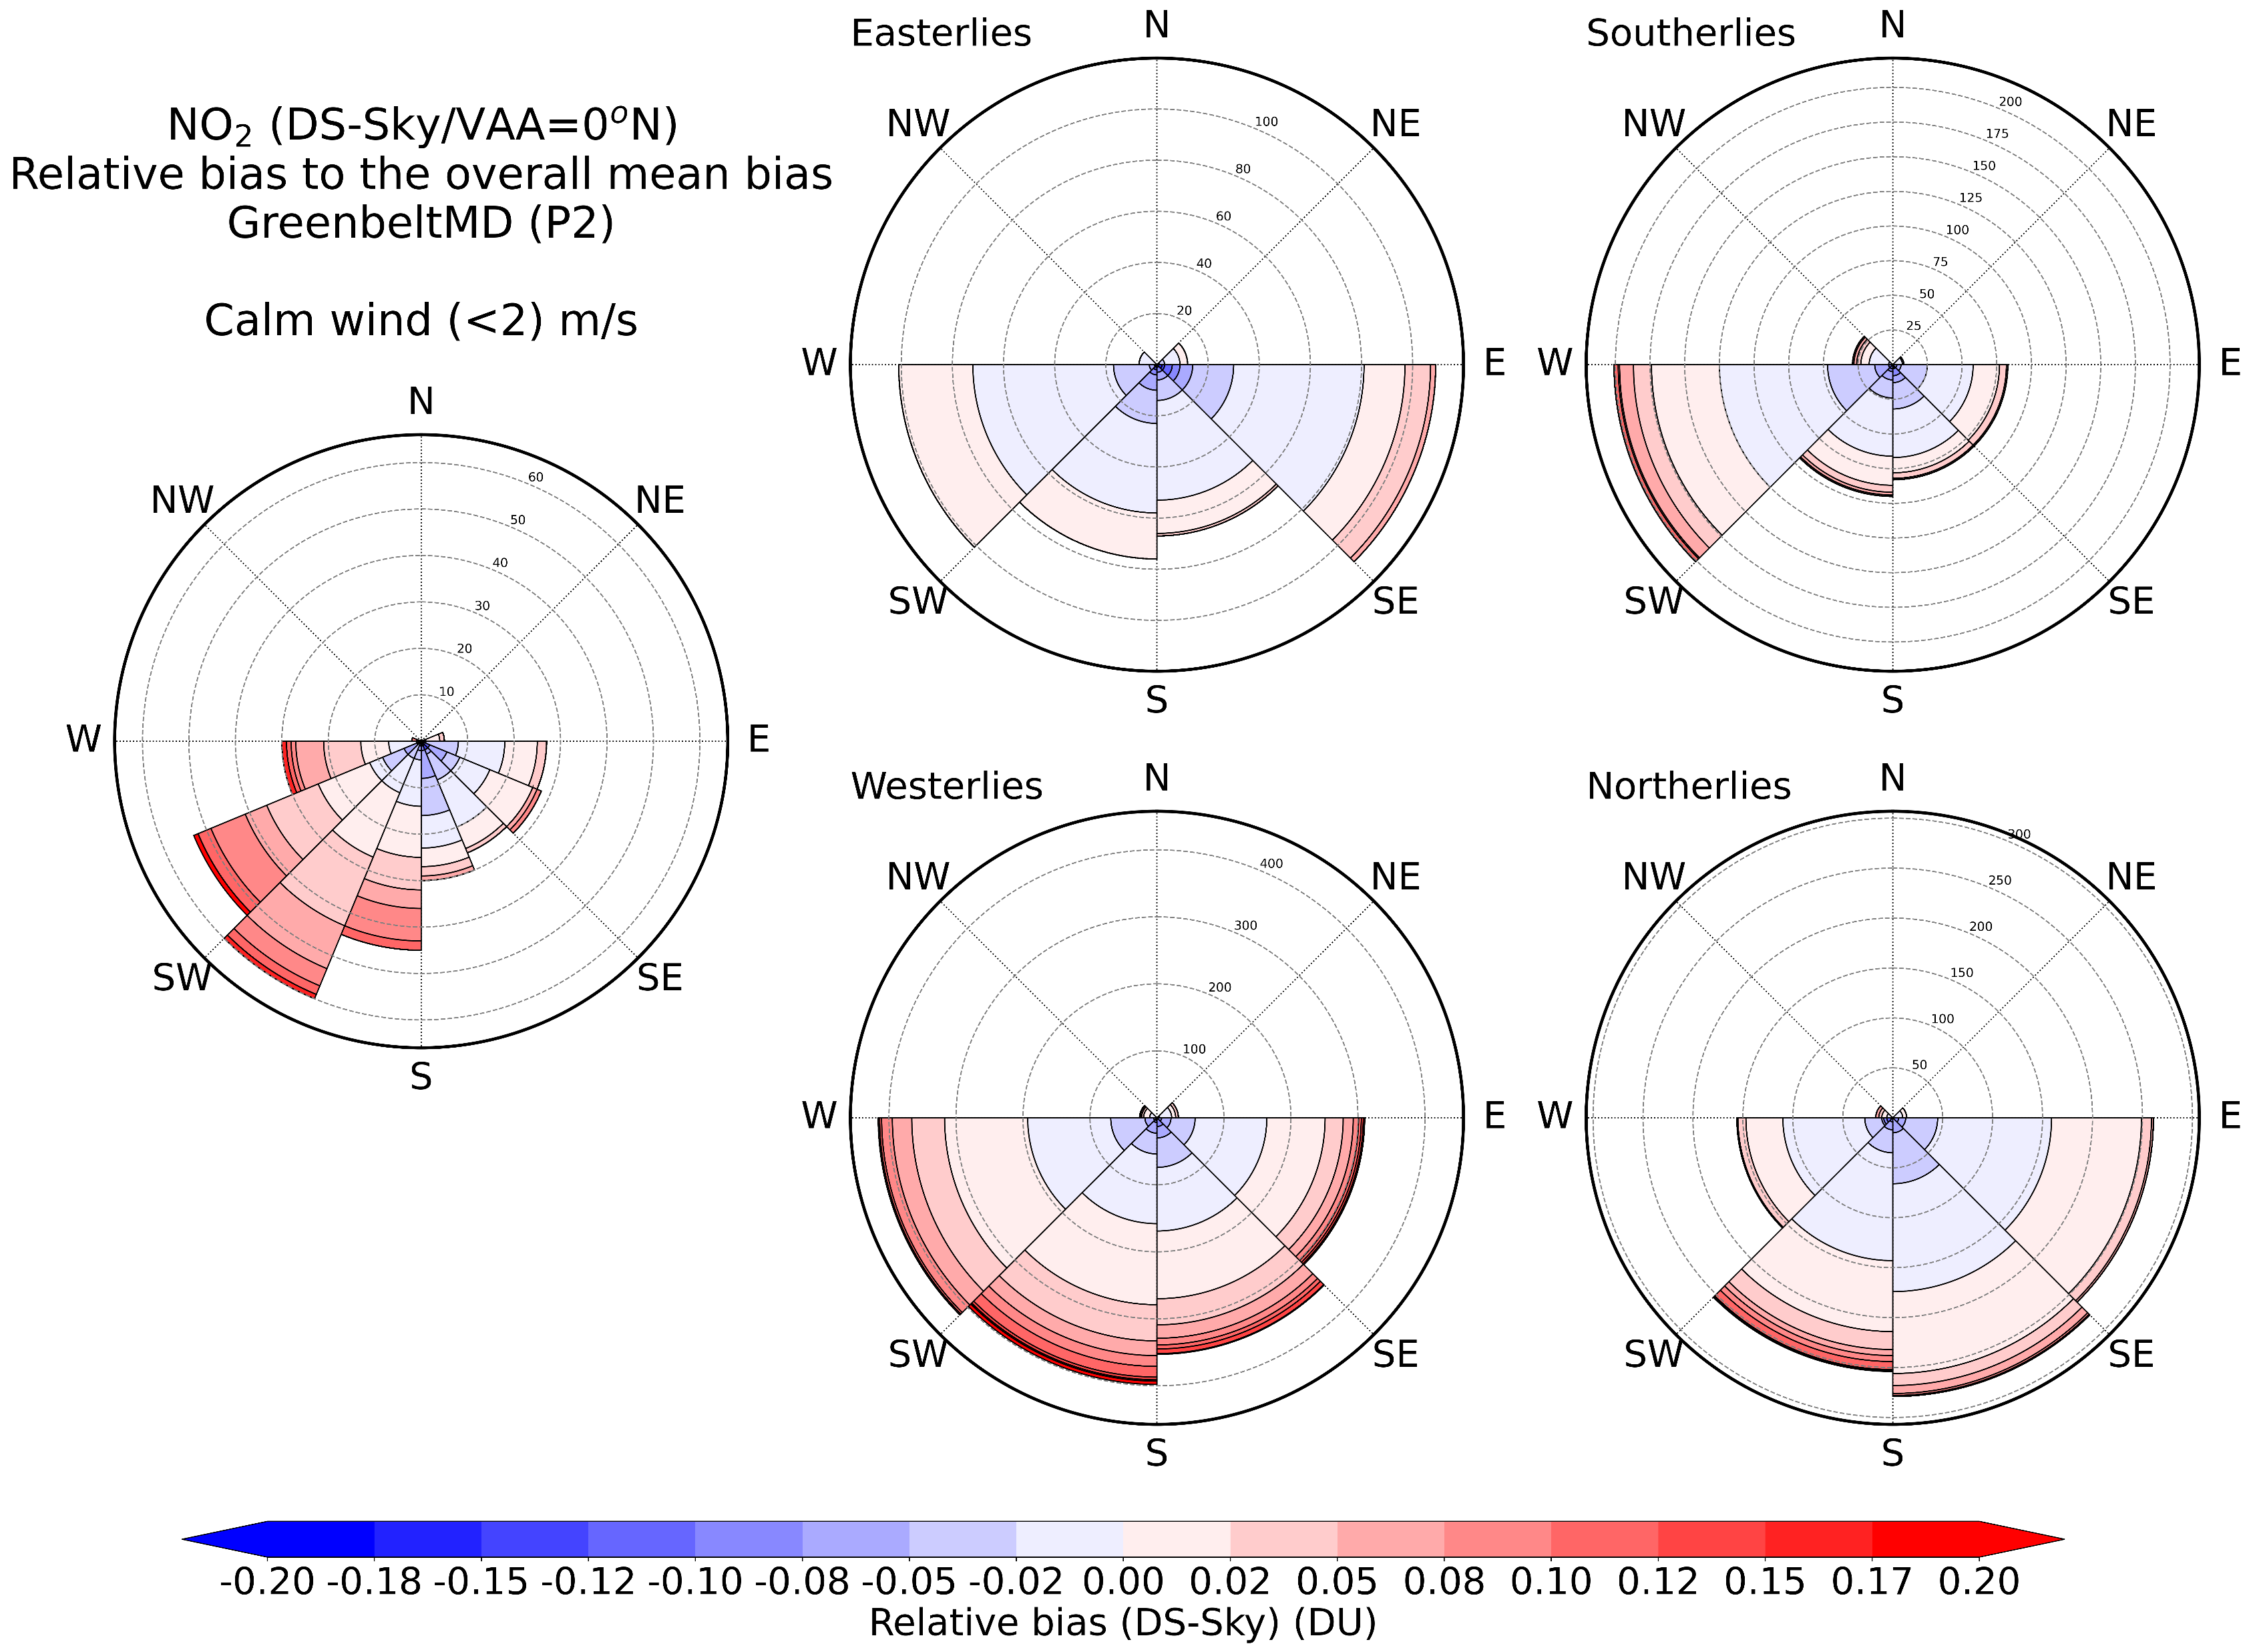 NO₂ (DS-Sky/VAA=0ᵒN)
Relative bias to the overall mean bias
GreenbeltMD (P2)
Calm wind (<2) m/s
N
NW
NE
W
E
SW
SE
S
10
20
30
40
50
60
Easterlies
N
NW
NE
W
E
SW
SE
S
20
40
60
80
100
Southerlies
N
NW
NE
W
E
SW
SE
S
25
50
75
100
125
150
175
200
Westerlies
N
NW
NE
W
E
SW
SE
S
100
200
300
400
Northerlies
N
NW
NE
W
E
SW
SE
S
50
100
150
200
250
300
-0.20 -0.18 -0.15 -0.12 -0.10 -0.08 -0.05 -0.02 0.00 0.02 0.05 0.08 0.10 0.12 0.15 0.17 0.20
Relative bias (DS-Sky) (DU)